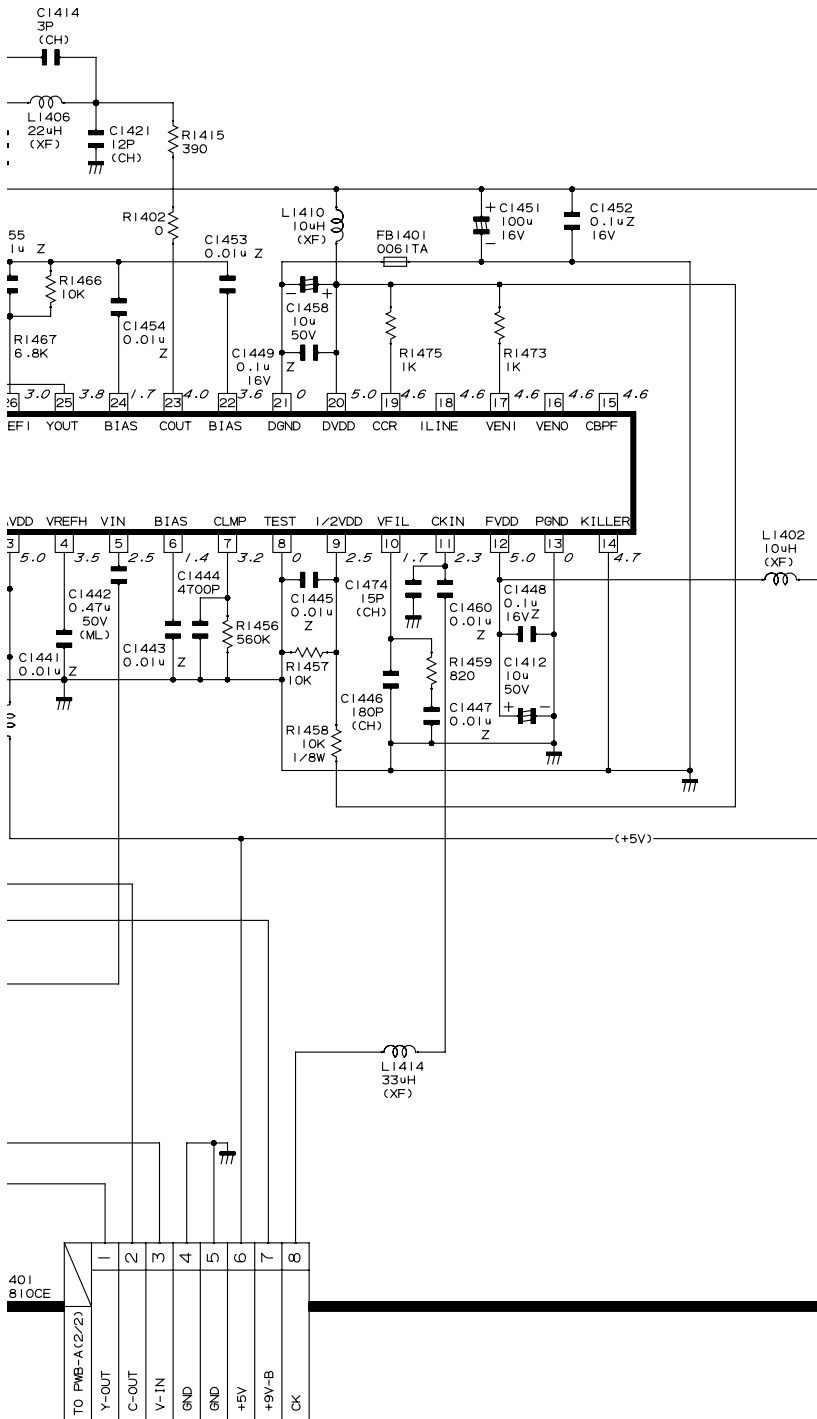 C1414
3P
(CH)
L1406
22uH
(XF)
C1421
12P
(CH)
R1415
390
R1402
0
L1410
10uH
(XF)
FB1401
0061TA
+
C1451
100u
16V
-
C1452
0.1u Z
16V
55
1u Z
R1466
10K
C1453
0.01u Z
R1467
6.8K
C1454
0.01u
Z
- +
C1458
10u
50V
C1449
0.1u Z
16V
R1475
1K
R1473
1K
26 3.0 25 3.8 24 1.7 23 4.0 22 3.6 21 0 20 5.0 19 4.6 18 4.6 17 4.6 16 4.6 15 4.6
EFI YOUT BIAS COUT BIAS DGND DVDD CCR ILINE VENI VENO CBPF
VDD VREFH VIN BIAS CLMP TEST 1/2VDD VFIL CKIN FVDD PGND KILLER
3 5.0 4 3.5 5 2.5 6 1.4 7 3.2 8 0 9 2.5 10 1.7 11 2.3 12 5.0 13 0 14 4.7
L1402
10uH
(XF)
C1442
0.47u
50V
(ML)
C1444
4700P
C1445
0.01u
Z
C1474
15P
(CH)
C1460
0.01u
Z
C1448
0.1u
16V Z
C1441
0.01u Z
C1443
0.01u Z
R1456
560K
R1457
10K
C1446
180P
(CH)
R1459
820
C1412
10u
50V
+ -
C1447
0.01u
Z
R1458
10K
1/8W
(+5V)
L1414
33uH
(XF)
401
810CE
TO PWB-A(2/2)
1 Y-OUT
2 C-OUT
3 V-IN
4 GND
5 GND
6 +5V
7 +9V-B
8 CK